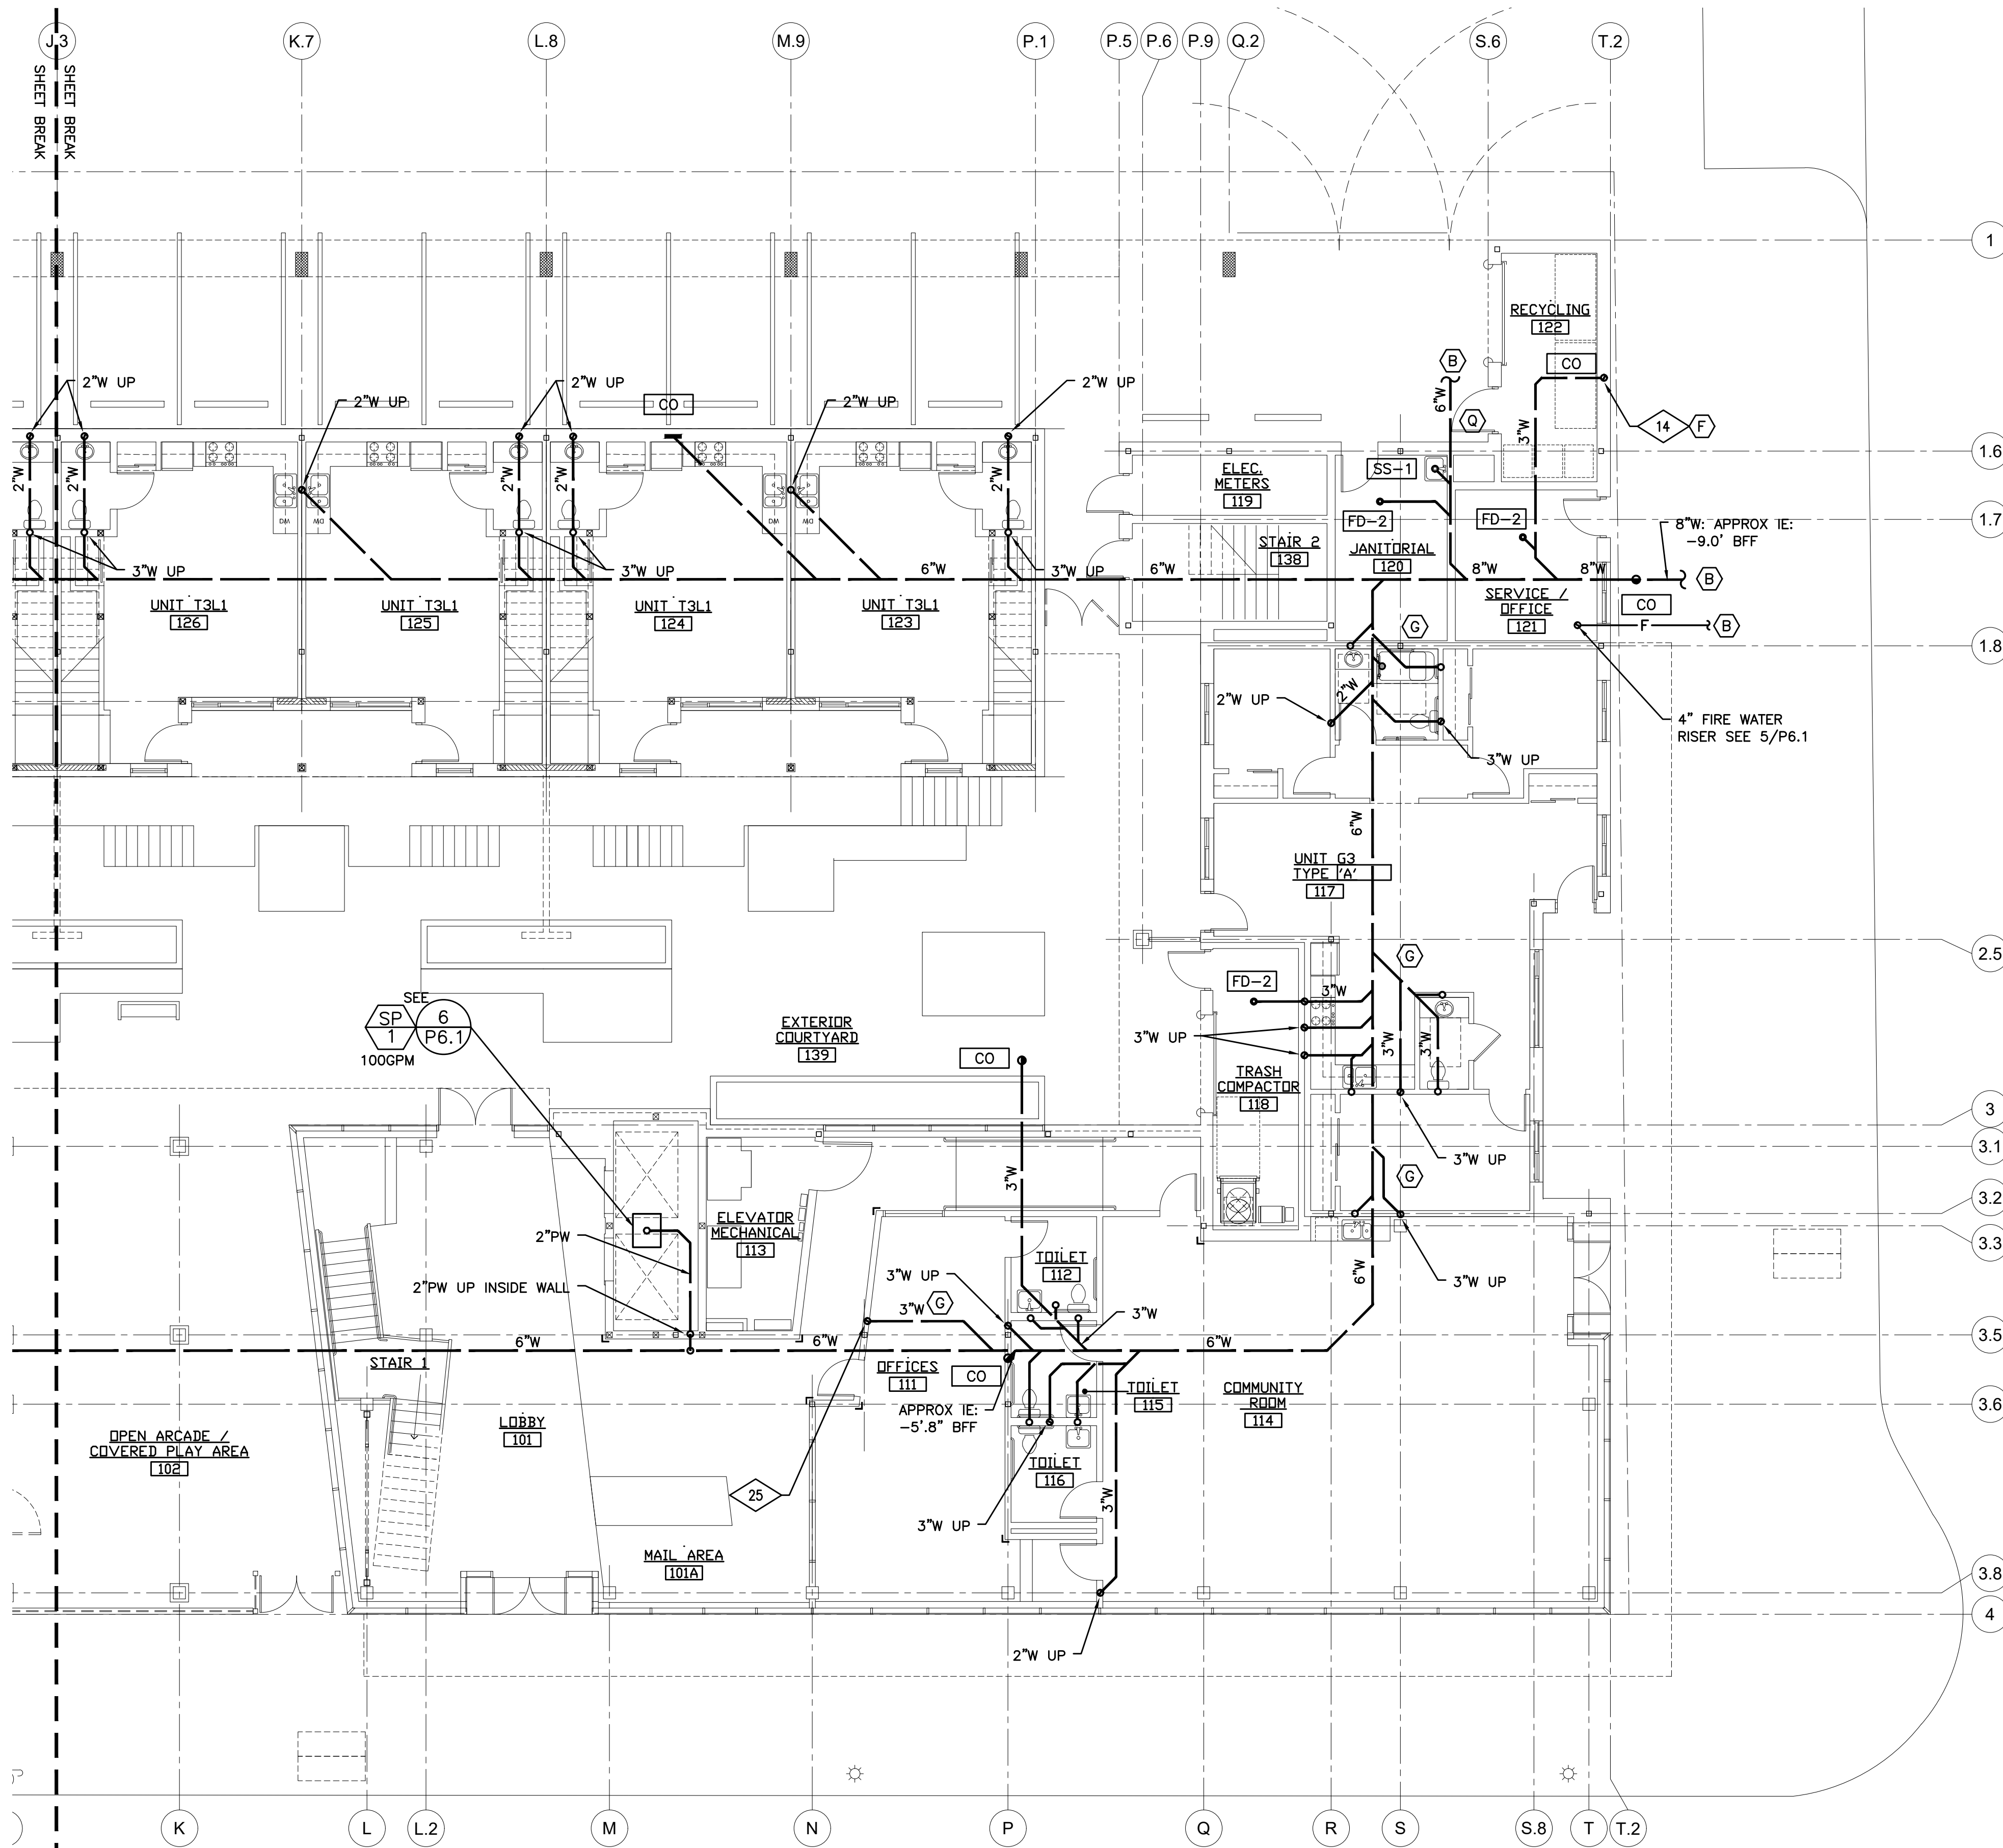 J.3
K.7
L.8
M.9
P.1
P.5
P.6
P.9
Q.2
S.6
T.2
SHEET BREAK
SHEET BREAK
1
RECYCLING
122
CO
B
6"W
Q
3"W
14
F
2"W UP
2"W UP
2"W UP
CO
2"W UP
2"W UP
1.6
2"W
2"W
2"W
2"W
2"W
DW
DW
DW
DW
ELEC.
METERS
119
SS-1
FD-2
FD-2
1.7
STAIR 2
138
JANITORIAL
120
8"W: APPROX IE:
-9.0' BFF
3"W UP
3"W UP
6"W
3"W UP
6"W
8"W
8"W
B
UNIT T3L1
126
UNIT T3L1
125
UNIT T3L1
124
UNIT T3L1
123
SERVICE /
OFFICE
121
CO
F
B
G
1.8
2"W UP
2"W
4" FIRE WATER
RISER SEE 5/P6.1
3"W UP
6"W
UNIT G3
TYPE 'A'
117
2.5
G
FD-2
3"W
SEE
SP
1
6
P6.1
100GPM
EXTERIOR
COURTYARD
139
CO
3"W UP
3"W
3"W
TRASH
COMPACTOR
118
3
3.1
3"W UP
3"W
G
3.2
ELEVATOR
MECHANICAL
113
2"PW
3.3
TOILET
112
3"W UP
2"PW UP INSIDE WALL
3"W
G
3"W
6"W
3"W UP
3.5
6"W
6"W
6"W
STAIR 1
OFFICES
111
CO
APPROX IE:
-5'.8" BFF
TOILET
115
COMMUNITY
ROOM
114
3.6
LOBBY
101
OPEN ARCADE /
COVERED PLAY AREA
102
TOILET
116
25
3"W
3"W UP
MAIL AREA
101A
3.8
4
2"W UP
K
L
L.2
M
N
P
Q
R
S
S.8
T
T.2